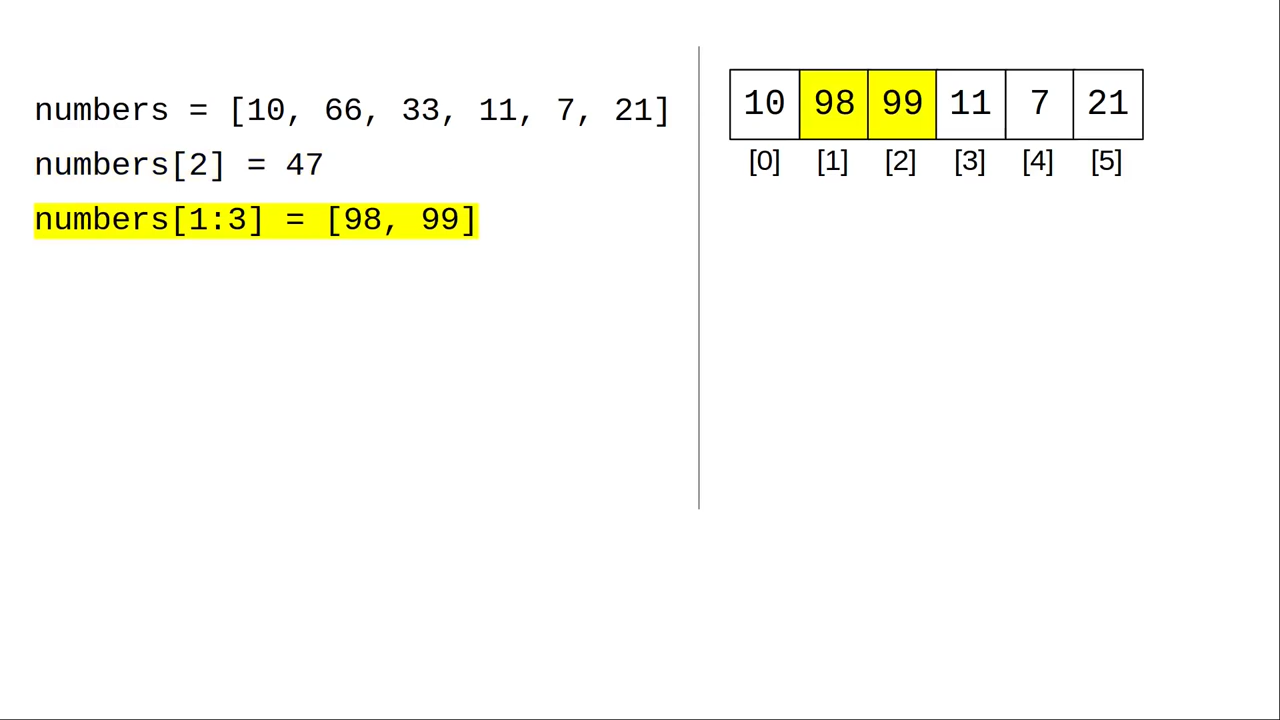 numbers = [10, 66, 33, 11, 7, 21]
numbers[2] = 47
numbers[1:3] = [98, 99]
10 98 99 11 7 21
[0] [1] [2] [3] [4] [5]